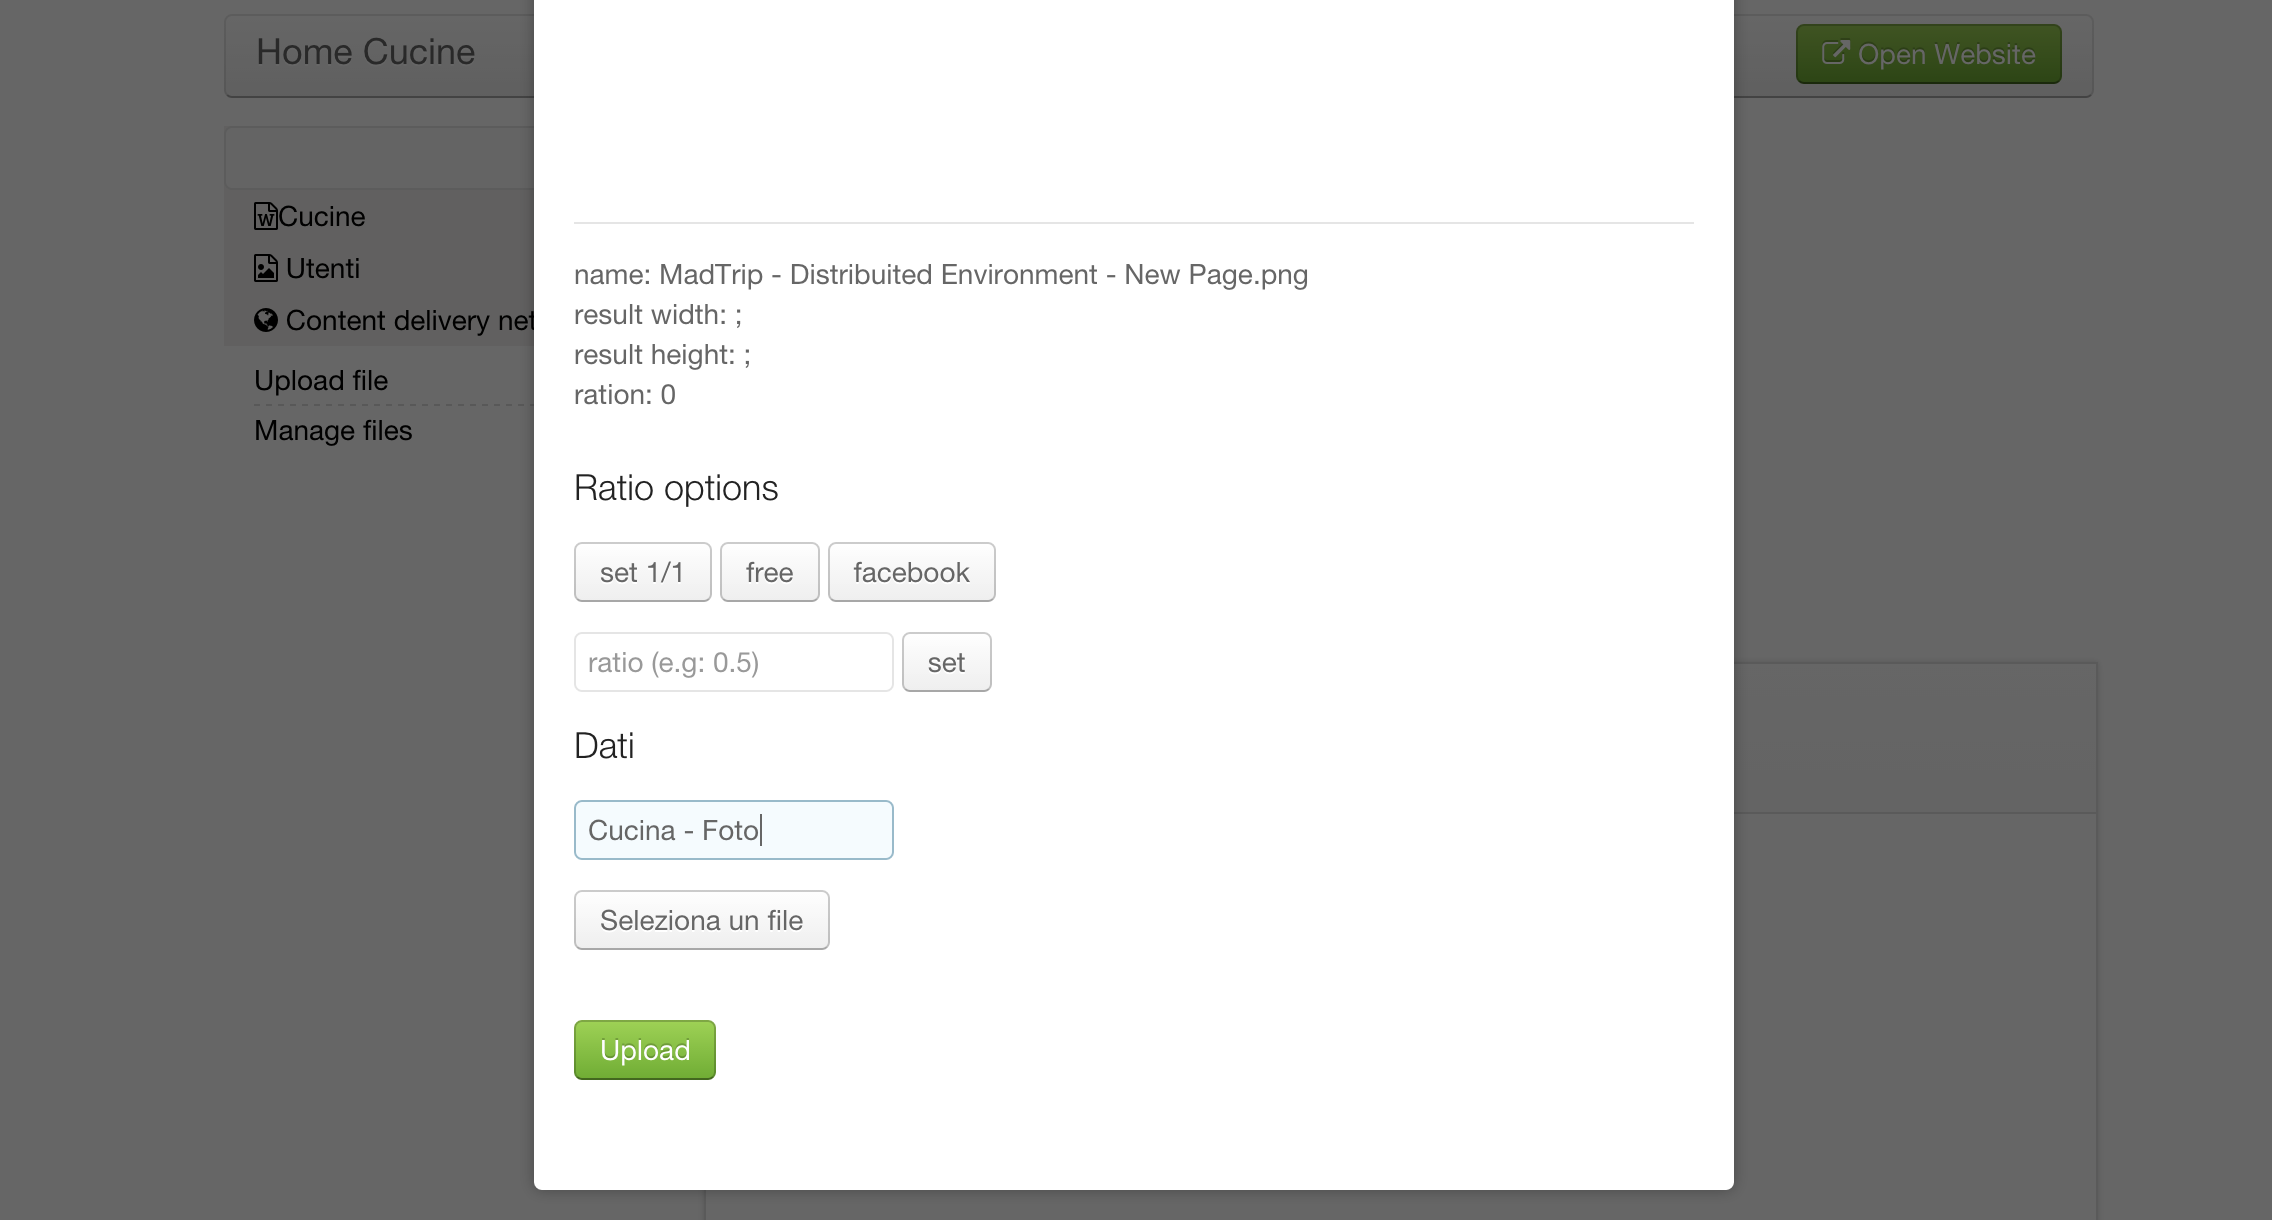 Home Cucine
Open Website
Cucine
Utenti
Content delivery net
Upload file
Manage files
name: MadTrip - Distribuited Environment - New Page.png
result width: ;
result height: ;
ration: 0
Ratio options
set 1/1
free
facebook
ratio (e.g: 0.5)
set
Dati
Cucina - Foto
Seleziona un file
Upload